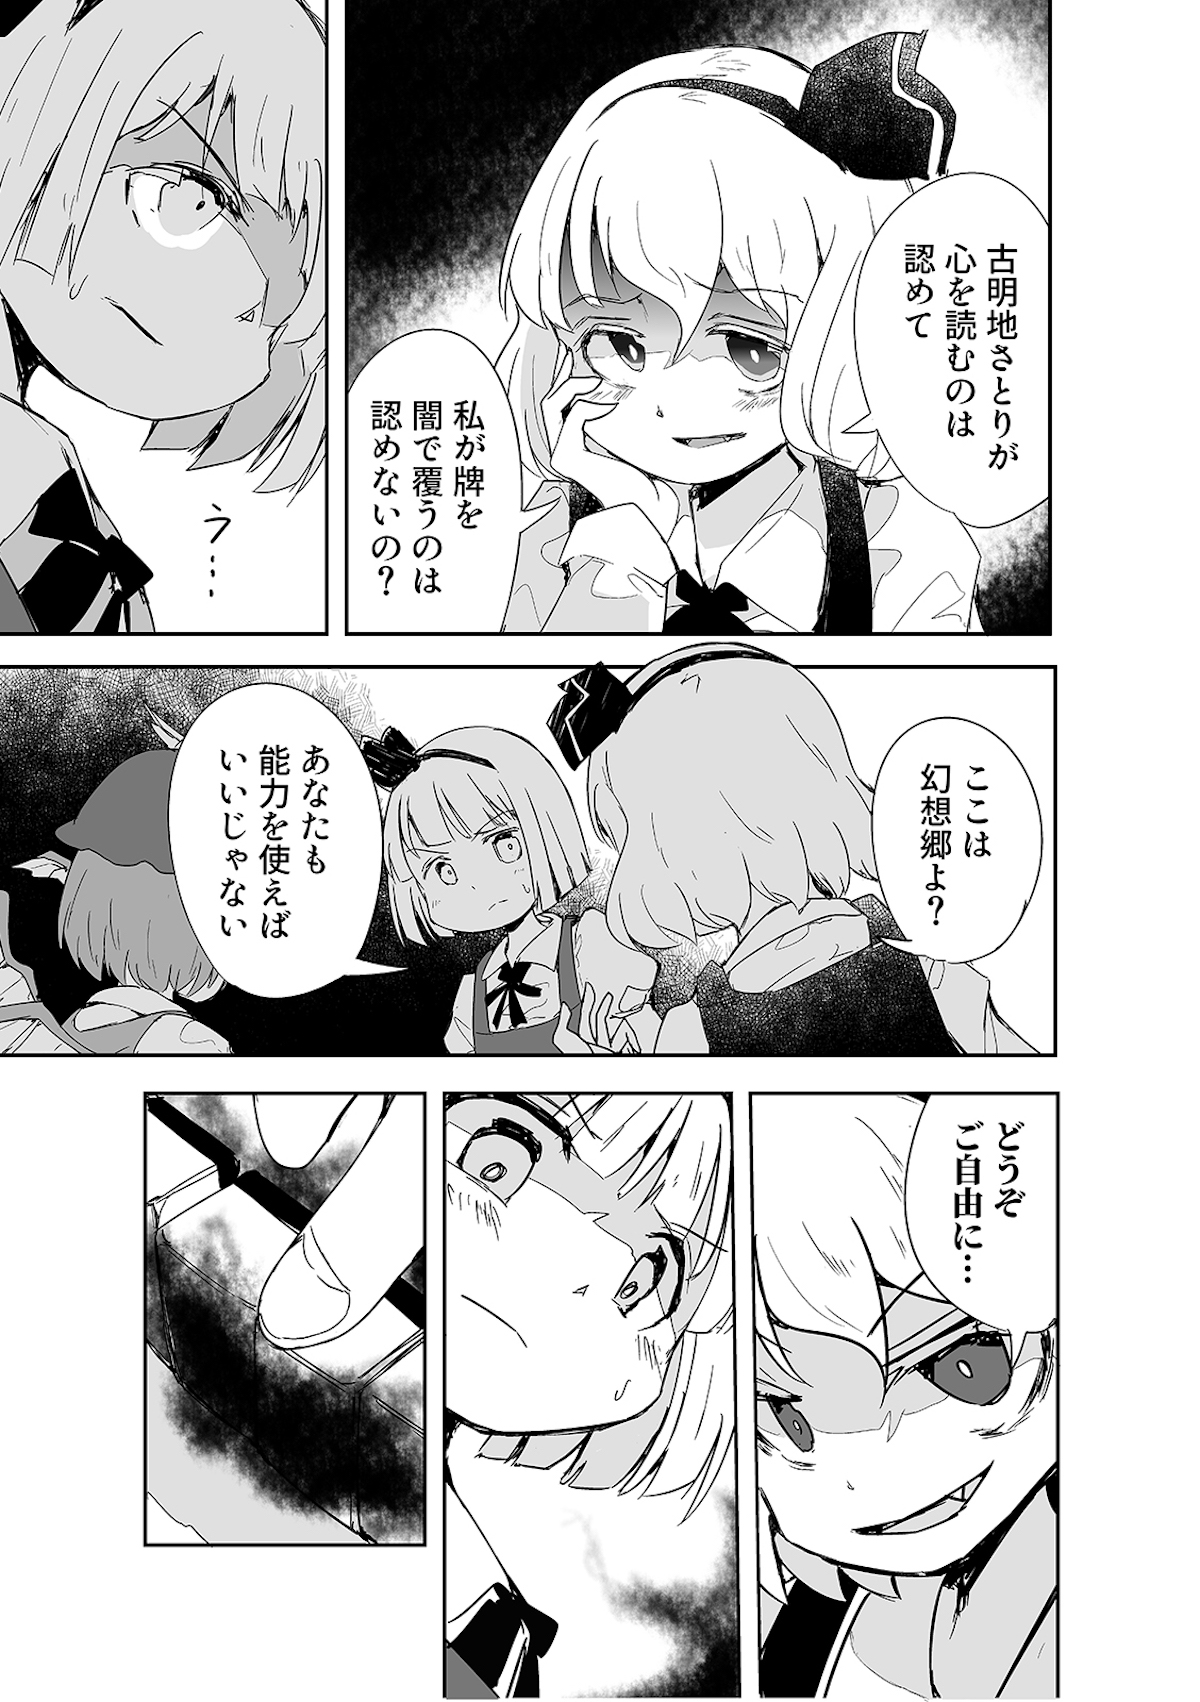 古明地さとりが
心を読むのは
認めて
私が牌を
闇で覆うのは
認めないの？
う…
ここは
幻想郷よ？
あなたも
能力を使えば
いいじゃない
どうぞ
ご自由に…